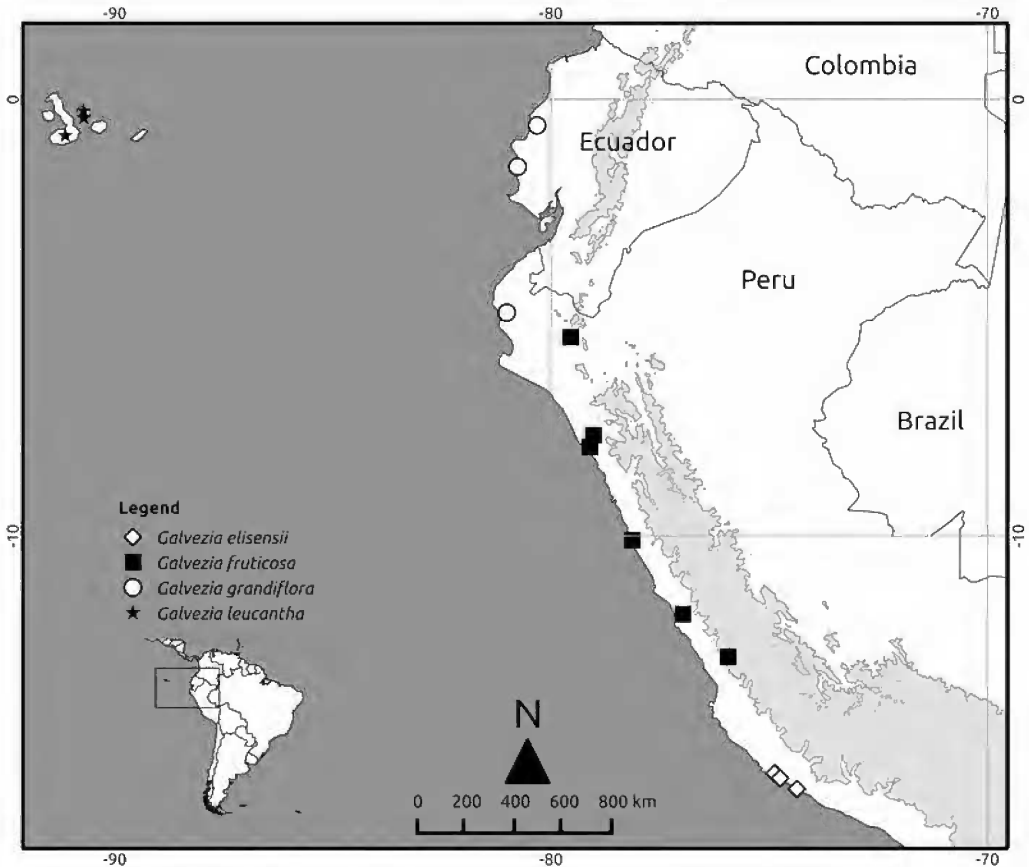 -90 -80 -70
Colombia
0 0
Ecuador
Peru
Brazil
Legend
-10 -10
Galvezia elisensii
Galvezia fruticosa
Galvezia grandiflora
Galvezia leucantha
N
0 200 400 600 800 km
-90 -80 -70